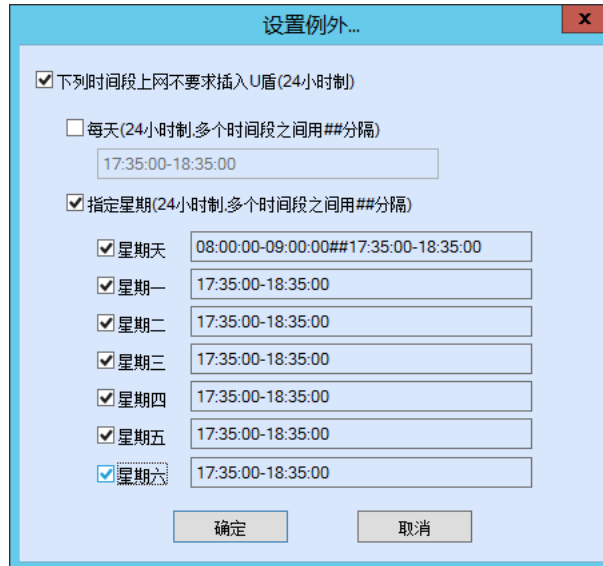 设置例外...
x
下列时间段上网不要求插入U盾(24小时制)
每天(24小时制.多个时间段之间用##分隔)
17:35:00-18:35:00
指定星期(24小时制.多个时间段之间用##分隔)
星期天 08:00:00-09:00:00##17:35:00-18:35:00
星期一 17:35:00-18:35:00
星期二 17:35:00-18:35:00
星期三 17:35:00-18:35:00
星期四 17:35:00-18:35:00
星期五 17:35:00-18:35:00
星期六 17:35:00-18:35:00
确定 取消